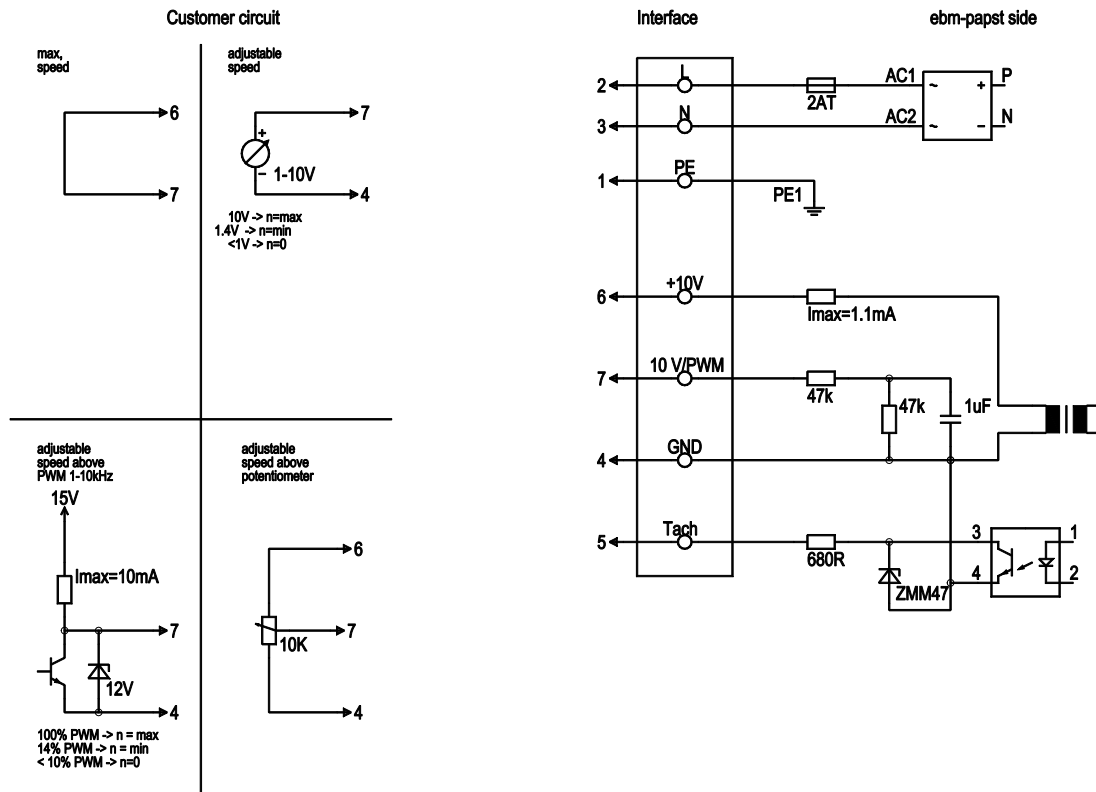 Customer circuit
Interface
ebm-papst side
max,
speed
6
7
adjustable
speed
7
+
−
1-10V
4
10V -> n=max
1.4V -> n=min
<1V -> n=0
adjustable
speed above
PWM 1-10kHz
15V
Imax=10mA
7
12V
4
100% PWM -> n = max
14% PWM -> n = min
< 10% PWM -> n=0
adjustable
speed above
potentiometer
6
7
10K
4
2
L
2AT
AC1
~
+
P
3
N
AC2
~
−
N
1
PE
PE1
6
+10V
Imax=1.1mA
7
10 V/PWM
47k
47k
1uF
4
GND
5
Tach
680R
ZMM47
3
4
1
2